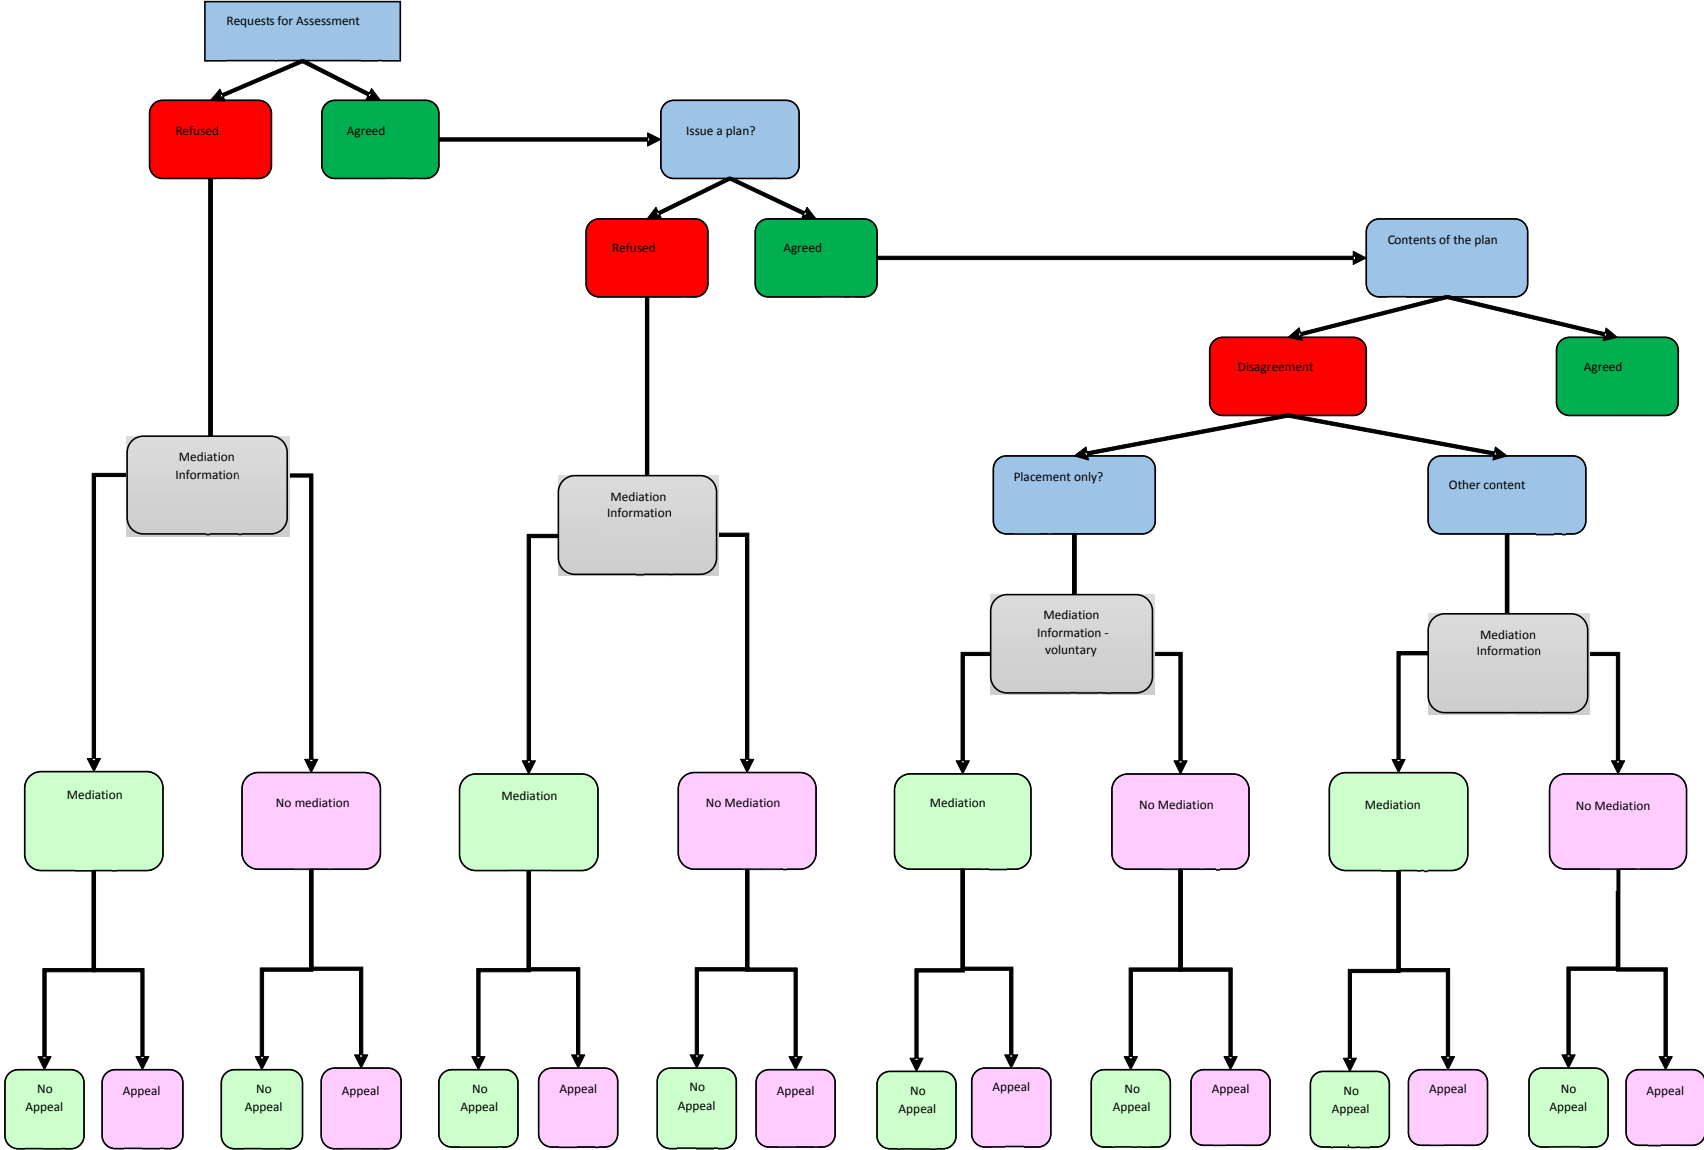 Requests for Assessment
Refused
Agreed
Issue a plan?
Refused
Agreed
Contents of the plan
Disagreement
Agreed
Mediation
Information
Mediation
Information
Placement only?
Other content
Mediation
Information -
voluntary
Mediation
Information
Mediation
No mediation
Mediation
No Mediation
Mediation
No Mediation
Mediation
No Mediation
No
Appeal
Appeal
No
Appeal
Appeal
No
Appeal
Appeal
No
Appeal
Appeal
No
Appeal
Appeal
No
Appeal
Appeal
No
Appeal
Appeal
No
Appeal
Appeal